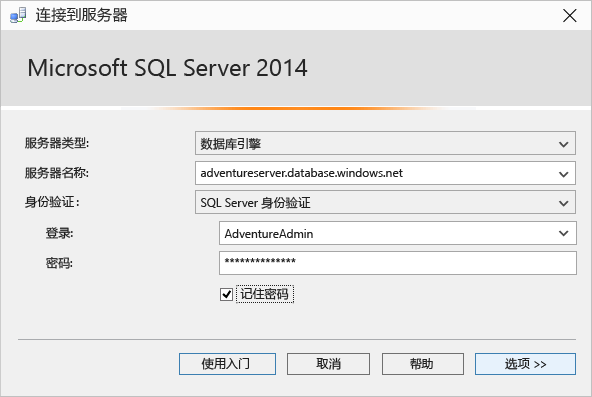 连接到服务器
Microsoft SQL Server 2014
服务器类型: 数据库引擎
服务器名称: adventureserver.database.windows.net
身份验证: SQL Server 身份验证
登录: AdventureAdmin
密码: **************
记住密码
使用入门 取消 帮助 选项 >>